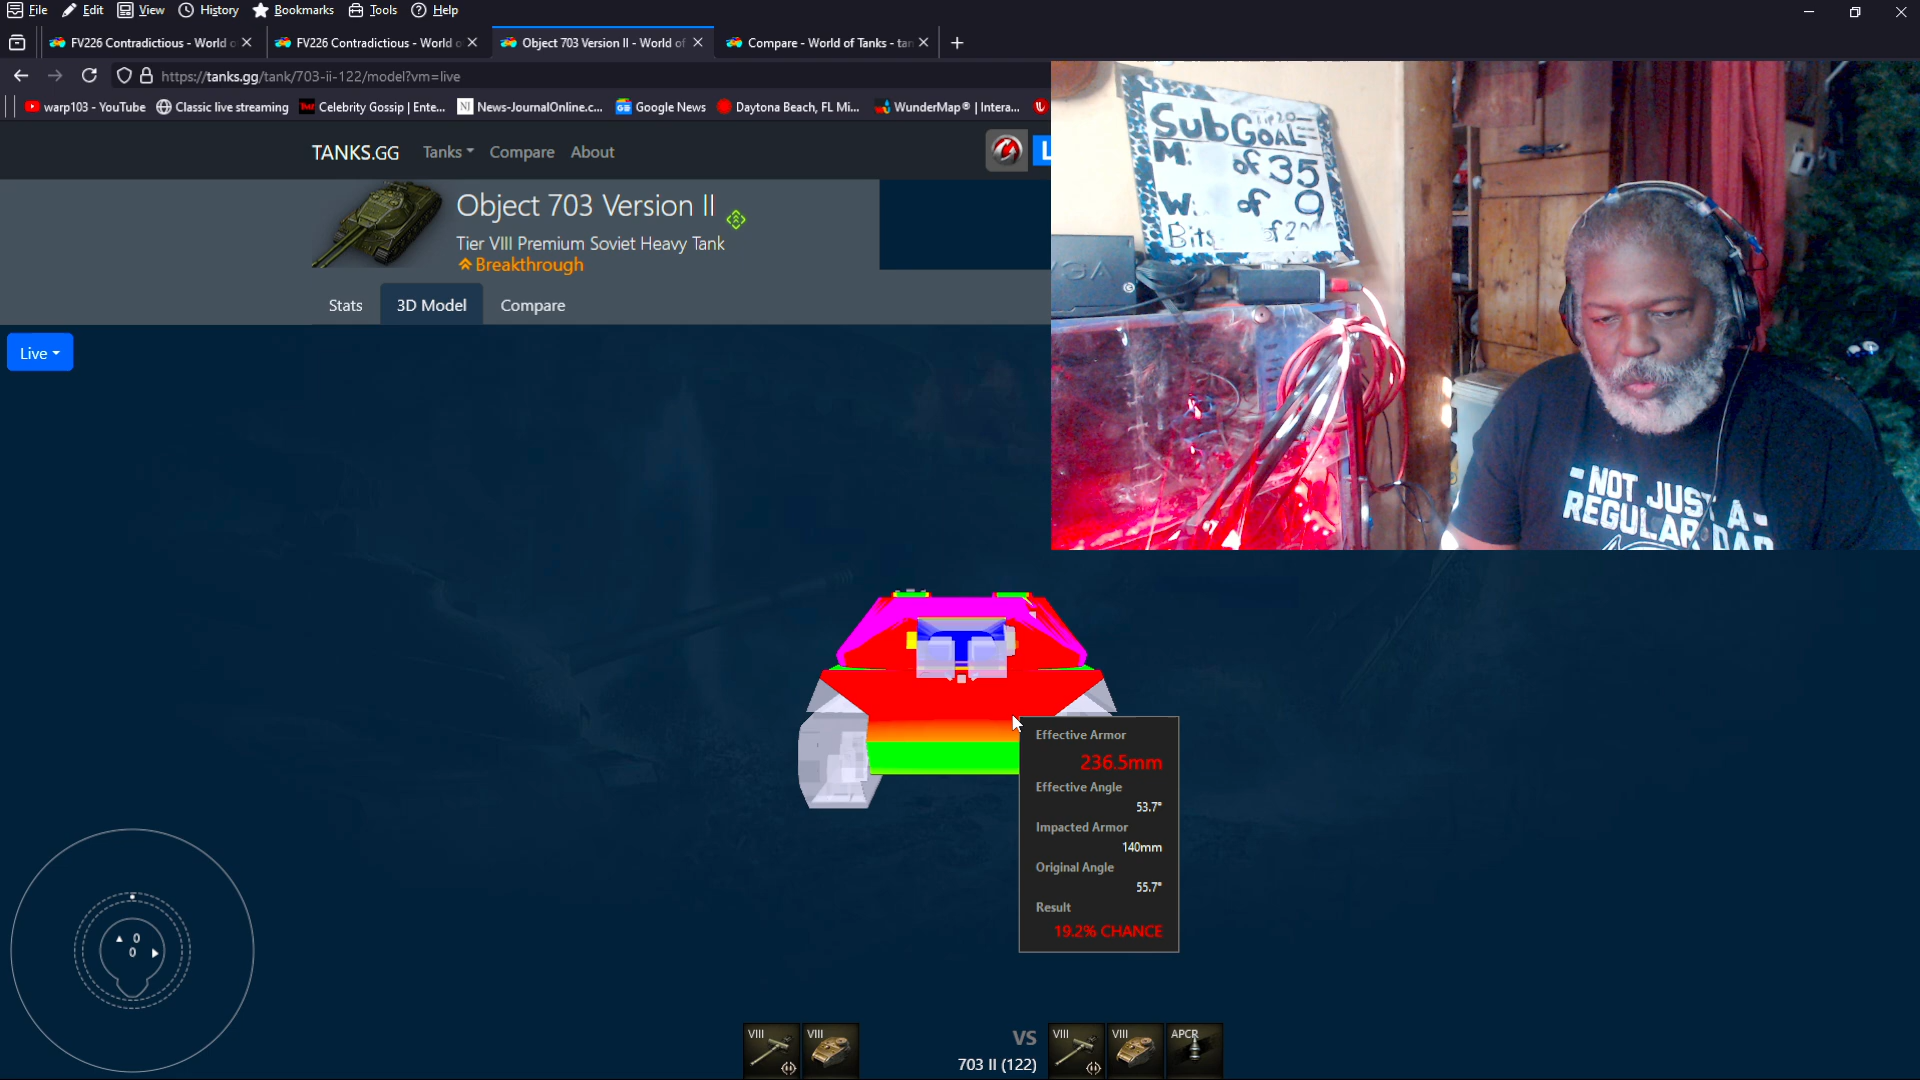 File Edit View History Bookmarks Tools Help
FV226 Contradictious - World o
FV226 Contradictious - World o
Object 703 Version II - World of
Compare - World of Tanks - tan
https://tanks.gg/tank/703-ii-122/model?vm=live
warp103 - YouTube
Classic live streaming
Celebrity Gossip | Ente...
News-JournalOnline.c...
Google News
Daytona Beach, FL Mi...
WunderMap® | Intera...
TANKS.GG Tanks Compare About
L
Object 703 Version II
Tier VIII Premium Soviet Heavy Tank
Breakthrough
Stats 3D Model Compare
Live
SubGOAL
M: of 35
W: of 9
Bits
NOT JUST A
REGULAR DAD
Effective Armor
236.5mm
Effective Angle
53.7°
Impacted Armor
140mm
Original Angle
55.7°
Result
19.2% CHANCE
0
0
VIII
VIII
VS
703 II (122)
VIII
VIII
APCR